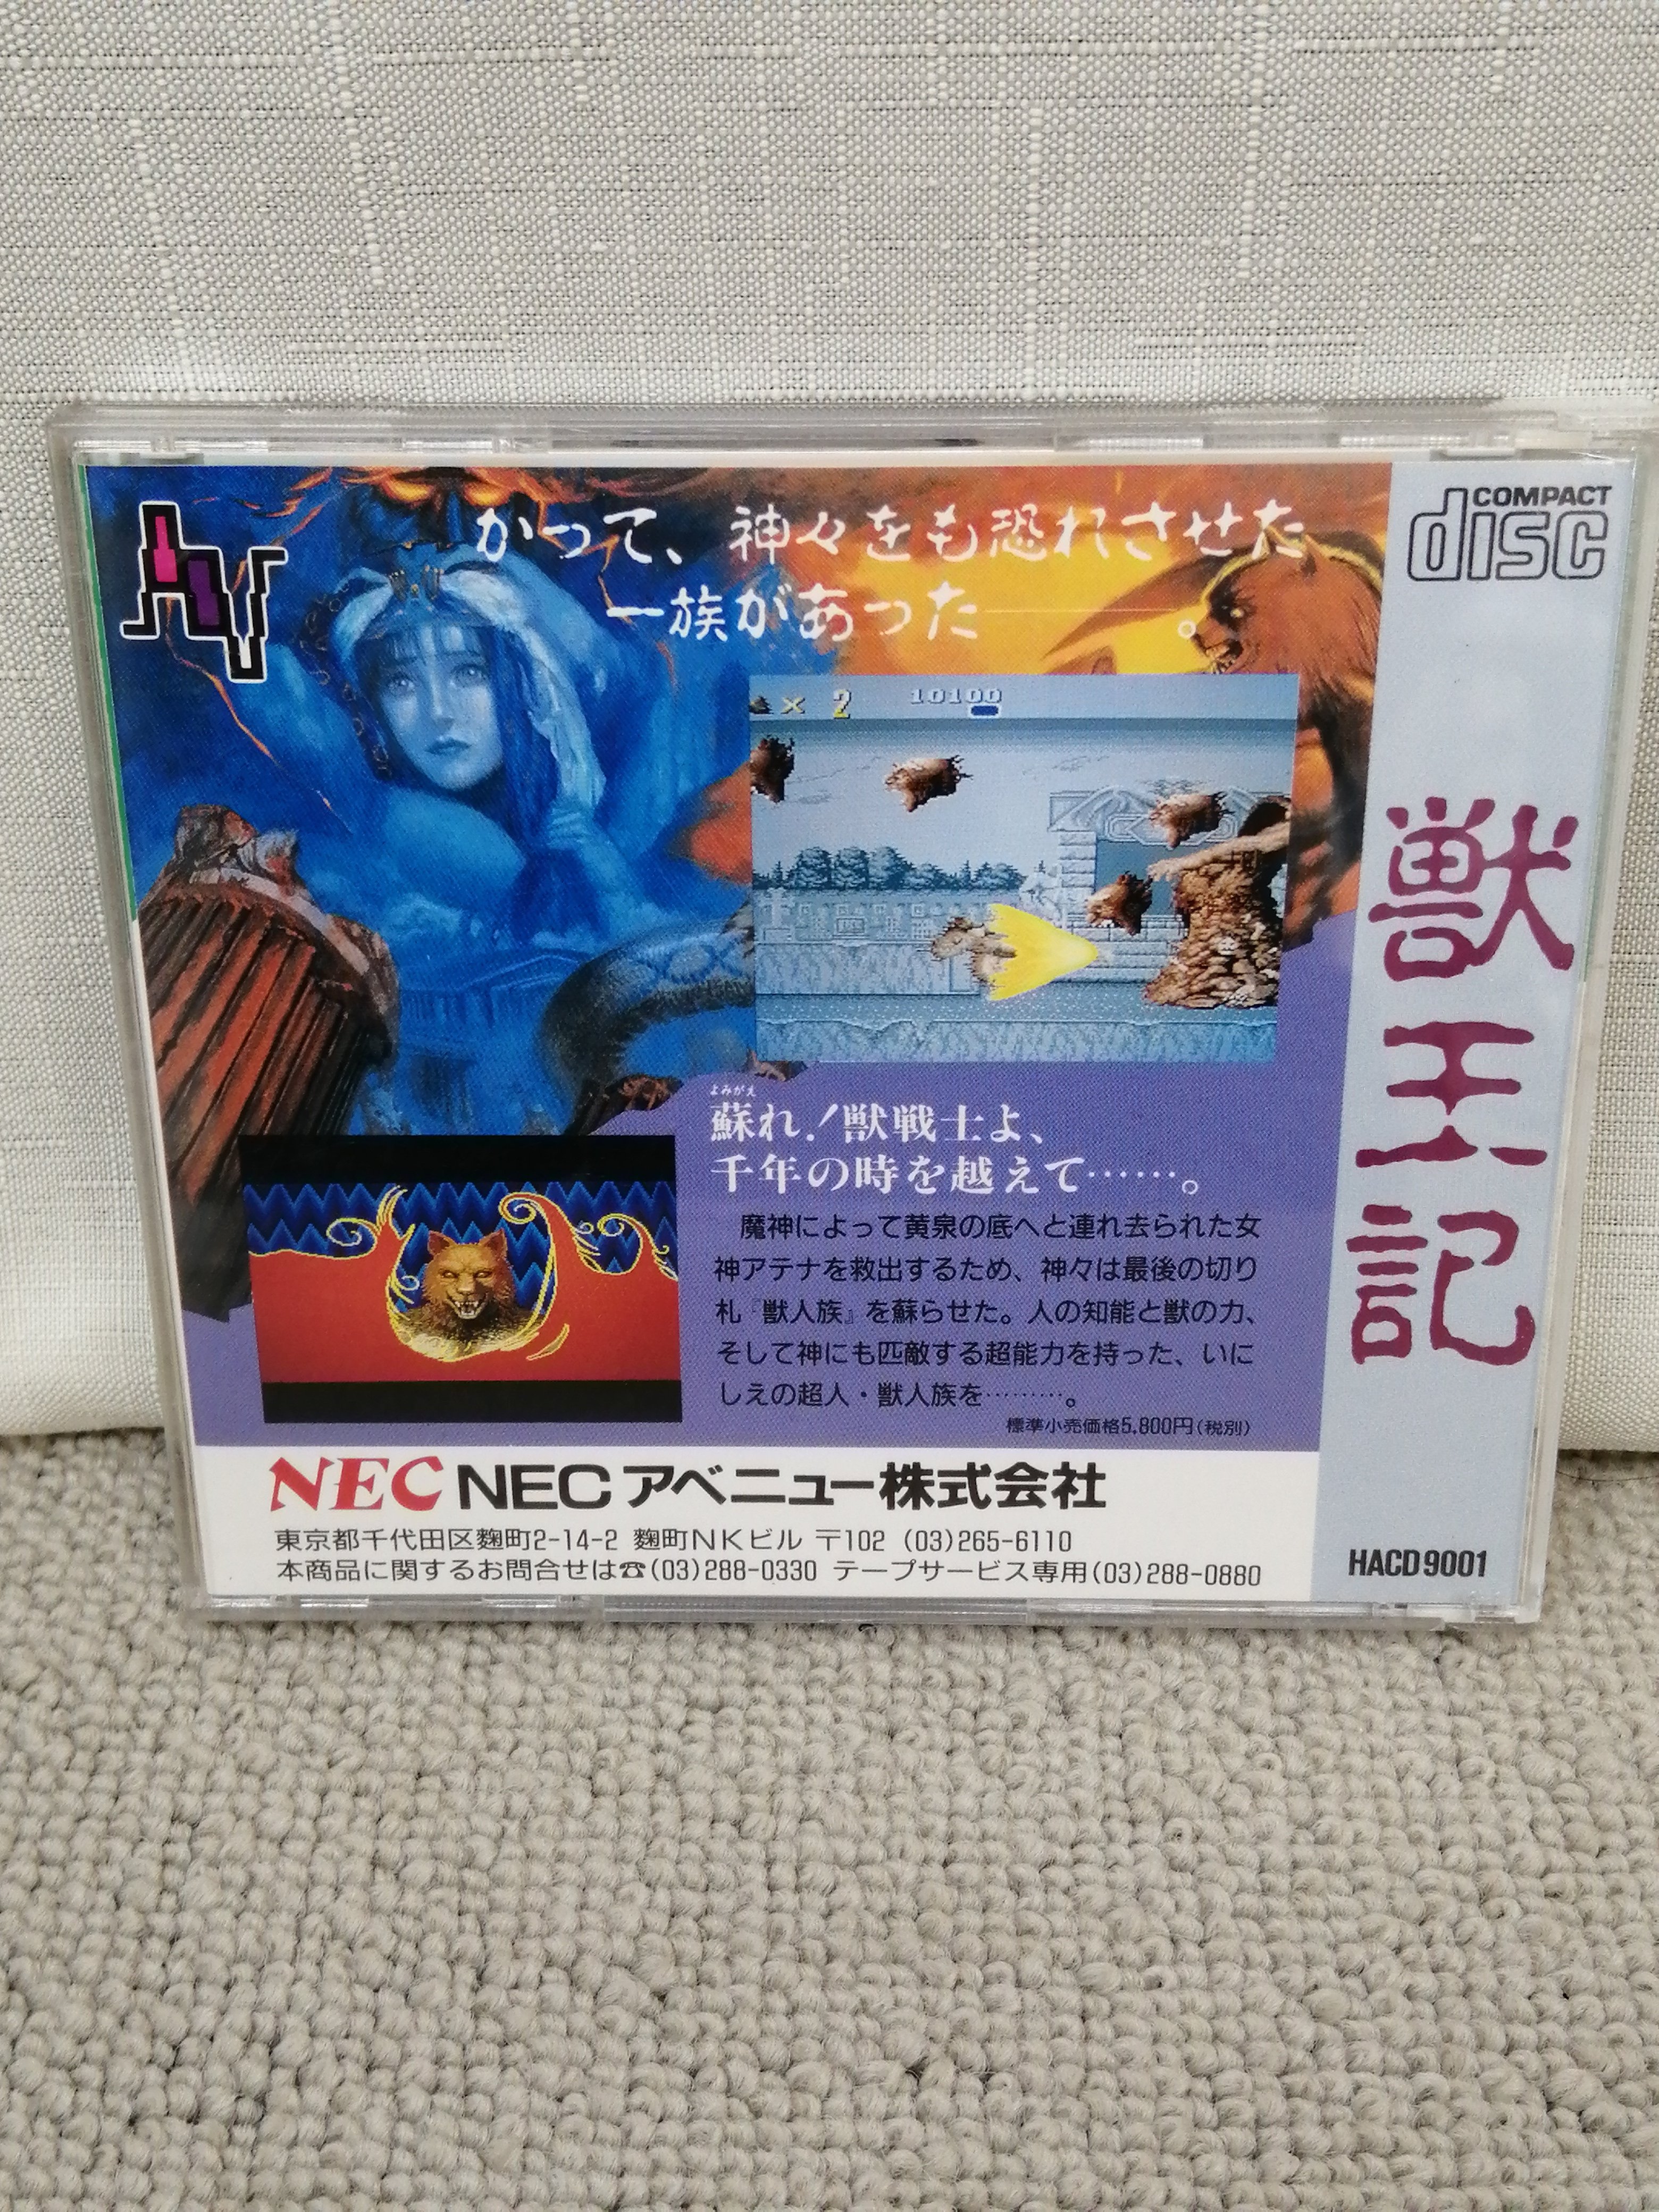 かつて、神々をも恐れさせた
一族があった――――。
COMPACT
disc
AV
× 2 10100
獣王記
よみがえ
蘇れ!獣戦士よ、
千年の時を越えて……。
魔神によって黄泉の底へと連れ去られた女
神アテナを救出するため、神々は最後の切り
札『獣人族』を蘇らせた。人の知能と獣の力、
そして神にも匹敵する超能力を持った、いに
しえの超人・獣人族を………。
標準小売価格5,800円(税別)
NEC NECアベニュー株式会社
東京都千代田区麴町2-14-2 麴町NKビル 〒102 (03)265-6110
本商品に関するお問合せは☎(03)288-0330 テープサービス専用(03)288-0880
HACD9001